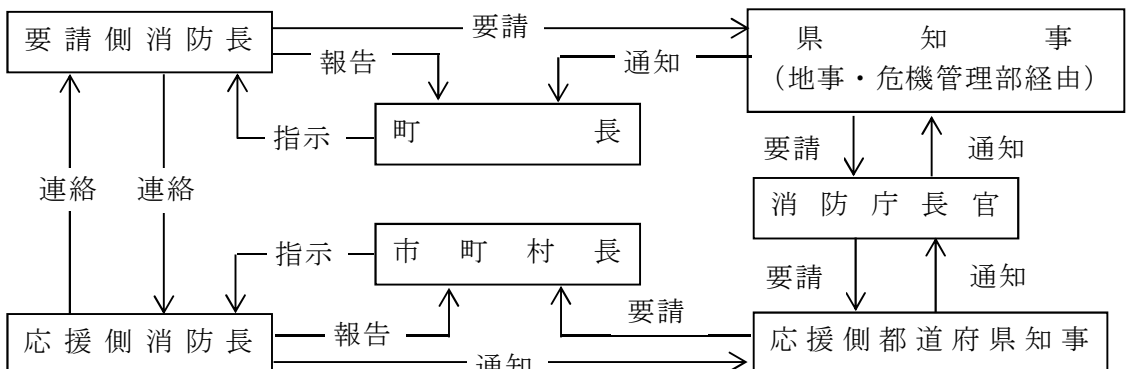 要請側消防長
要請
県知事
(地事・危機管理部経由)
報告
通知
指示
町長
要請
通知
連絡
連絡
消防庁長官
指示
市町村長
要請
通知
応援側消防長
報告
要請
応援側都道府県知事
通知